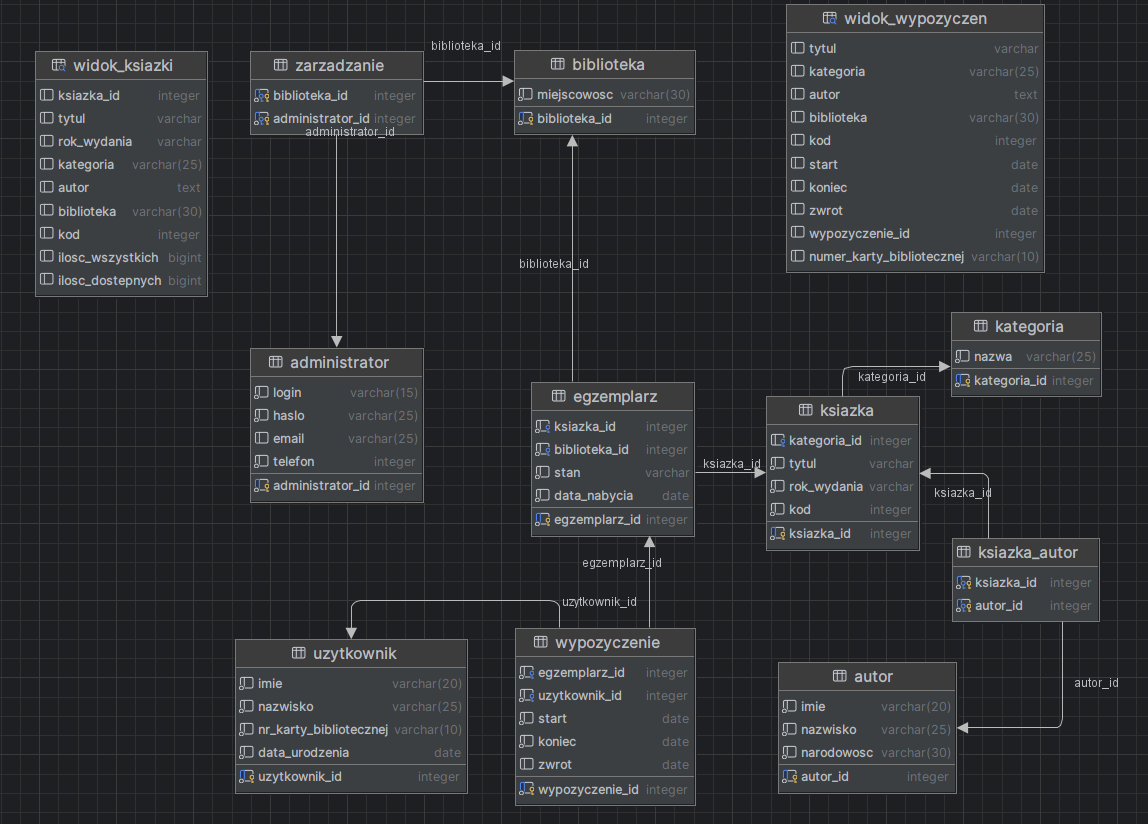 widok_ksiazki
ksiazka_id integer
tytul varchar
rok_wydania varchar
kategoria varchar(25)
autor text
biblioteka varchar(30)
kod integer
ilosc_wszystkich bigint
ilosc_dostepnych bigint
zarzadzanie
biblioteka_id integer
administrator_id integer
administrator_id
biblioteka_id
biblioteka
miejscowosc varchar(30)
biblioteka_id integer
widok_wypozyczen
tytul varchar
kategoria varchar(25)
autor text
biblioteka varchar(30)
kod integer
start date
koniec date
zwrot date
wypozyczenie_id integer
numer_karty_bibliotecznej varchar(10)
biblioteka_id
administrator
login varchar(15)
haslo varchar(25)
email varchar(25)
telefon integer
administrator_id integer
egzemplarz
ksiazka_id integer
biblioteka_id integer
stan varchar
data_nabycia date
egzemplarz_id integer
ksiazka_id
kategoria_id
kategoria
nazwa varchar(25)
kategoria_id integer
ksiazka
kategoria_id integer
tytul varchar
rok_wydania varchar
kod integer
ksiazka_id integer
ksiazka_id
ksiazka_autor
ksiazka_id integer
autor_id integer
egzemplarz_id
uzytkownik_id
uzytkownik
imie varchar(20)
nazwisko varchar(25)
nr_karty_bibliotecznej varchar(10)
data_urodzenia date
uzytkownik_id integer
wypozyczenie
egzemplarz_id integer
uzytkownik_id integer
start date
koniec date
zwrot date
wypozyczenie_id integer
autor
imie varchar(20)
nazwisko varchar(25)
narodowosc varchar(30)
autor_id integer
autor_id